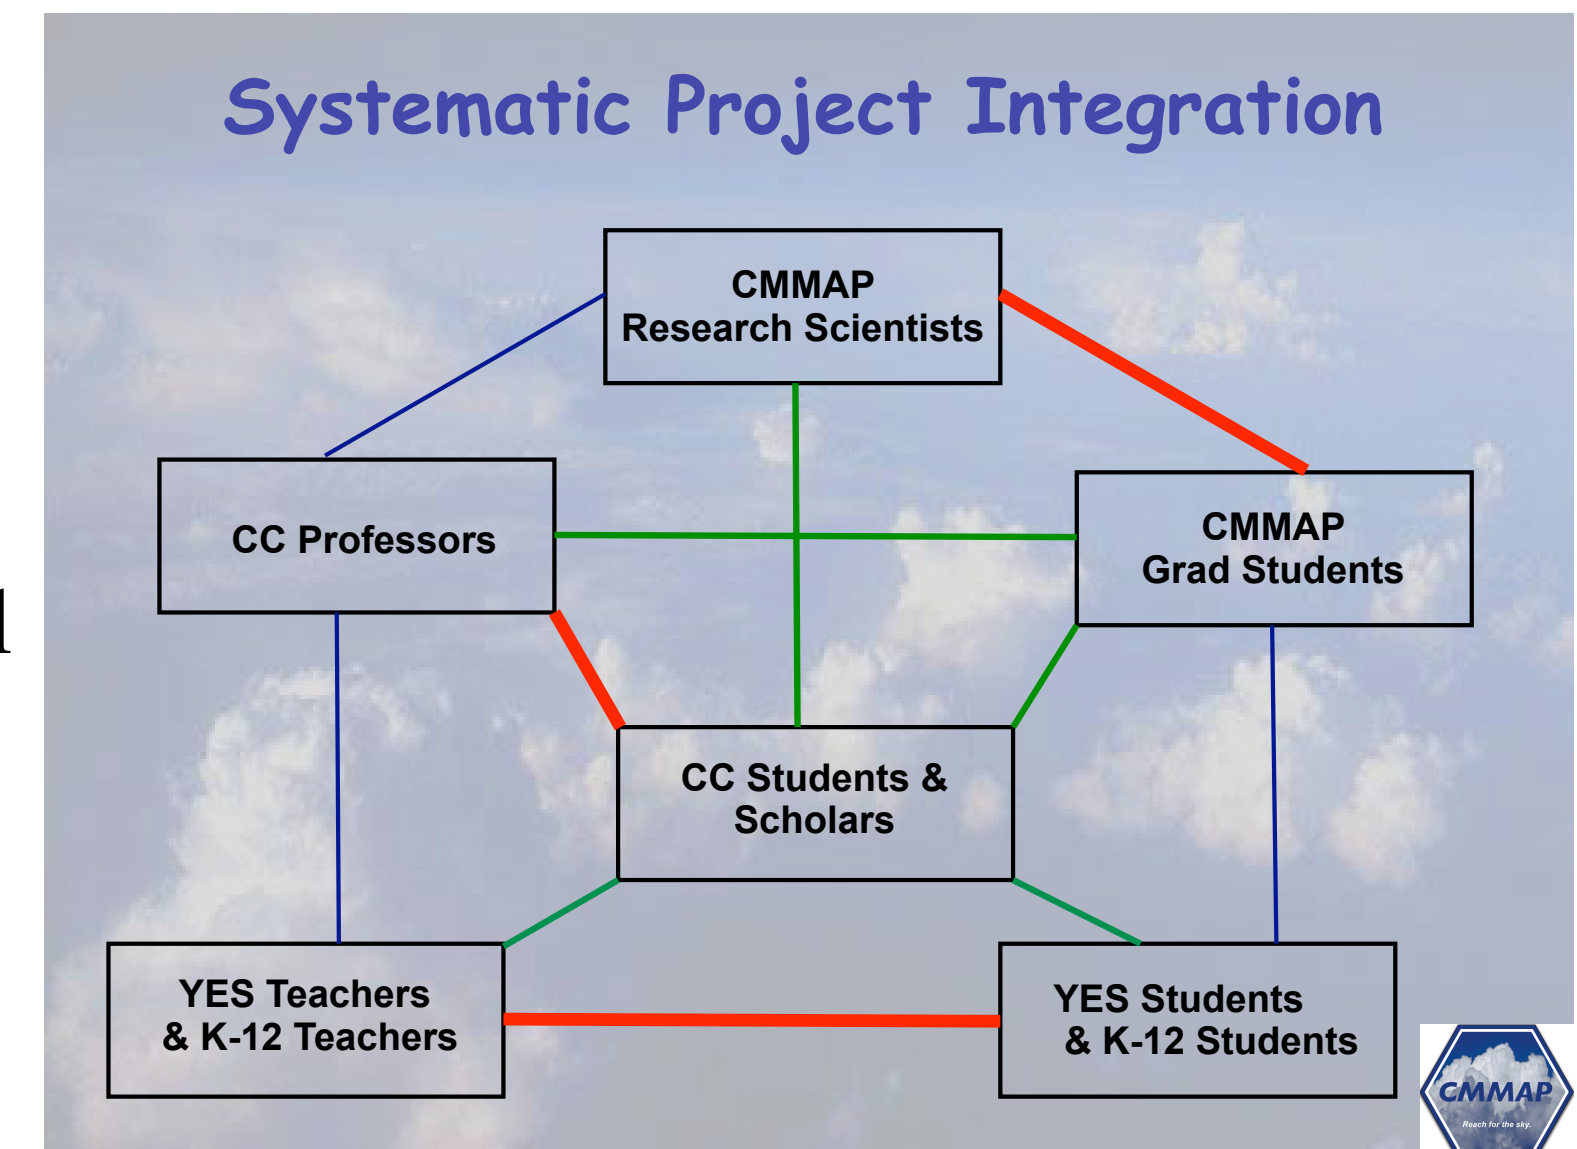 Systematic Project Integration
CMMAP
Research Scientists
CC Professors
CMMAP
Grad Students
l
CC Students &
Scholars
YES Teachers
& K-12 Teachers
YES Students
& K-12 Students
CMMAP
Reach for the sky.